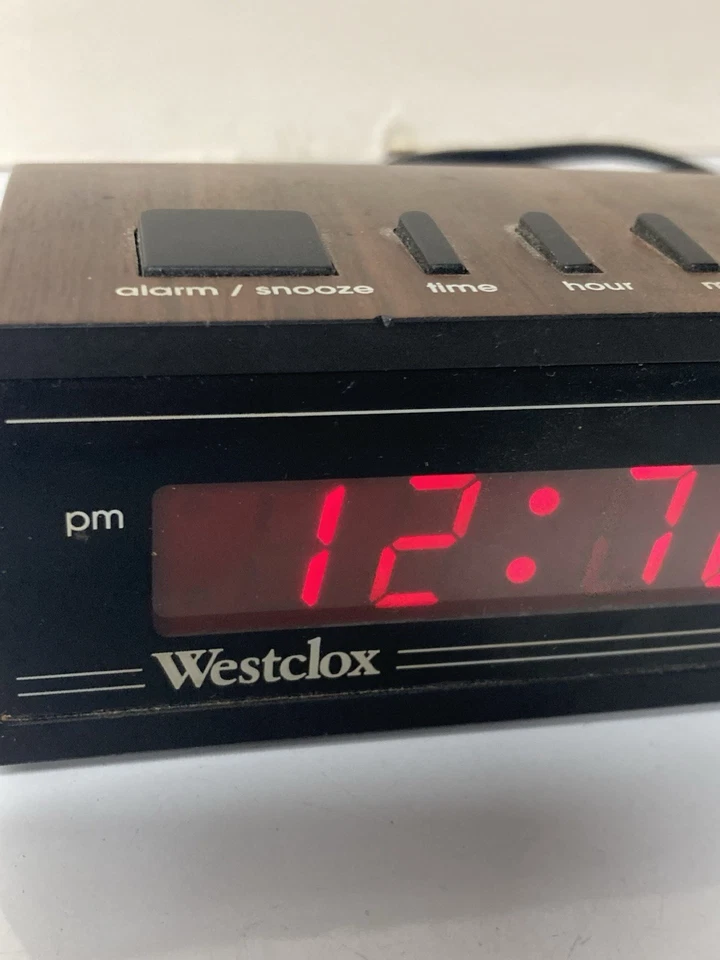 alarm / snooze time hour m
pm
12:7
Westclox